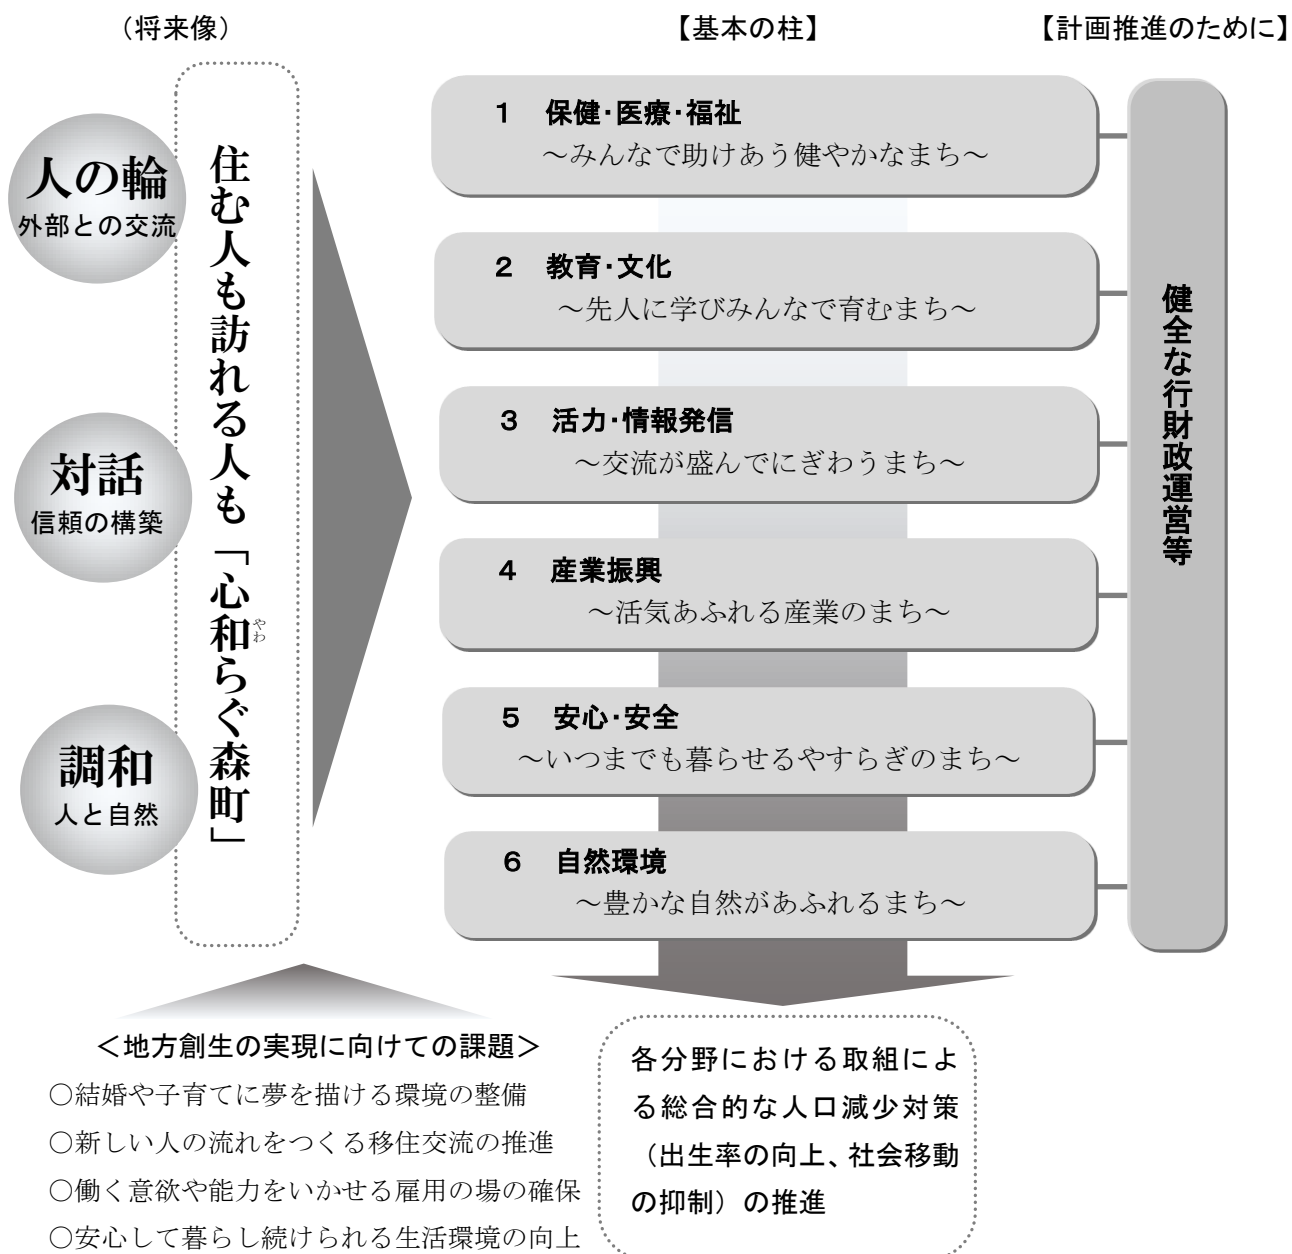 （将来像）
【基本の柱】
【計画推進のために】
人の輪
外部との交流
対話
信頼の構築
調和
人と自然
住む人も訪れる人も「心和らぐ森町」
やわ
1 保健・医療・福祉
～みんなで助けあう健やかなまち～
2 教育・文化
～先人に学びみんなで育むまち～
3 活力・情報発信
～交流が盛んでにぎわうまち～
4 産業振興
～活気あふれる産業のまち～
5 安心・安全
～いつまでも暮らせるやすらぎのまち～
6 自然環境
～豊かな自然があふれるまち～
健全な行財政運営等
＜地方創生の実現に向けての課題＞
○結婚や子育てに夢を描ける環境の整備
○新しい人の流れをつくる移住交流の推進
○働く意欲や能力をいかせる雇用の場の確保
○安心して暮らし続けられる生活環境の向上
各分野における取組によ
る総合的な人口減少対策
（出生率の向上、社会移動
の抑制）の推進